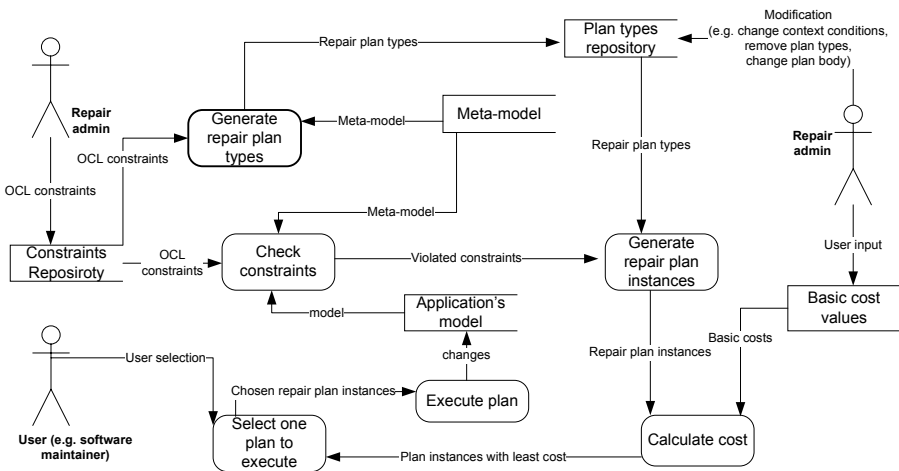 Modification
(e.g. change context conditions,
remove plan types,
change plan body)
Repair plan types
Plan types
repository
Repair
admin
Generate
repair plan
types
Meta-model
Meta-model
Repair plan types
Repair
admin
OCL constraints
OCL constraints
Meta-model
Constraints
Reposiroty
OCL
constraints
Check
constraints
Violated constraints
Generate
repair plan
instances
User input
model
Application's
model
Basic cost
values
User selection
changes
Repair plan instances
Basic costs
Chosen repair plan instances
Execute plan
User (e.g. software
maintainer)
Select one
plan to
execute
Plan instances with least cost
Calculate cost